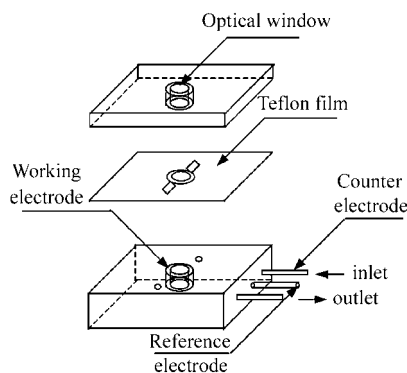 Optical window
Teflon film
Working
electrode
Counter
electrode
inlet
outlet
Reference
electrode